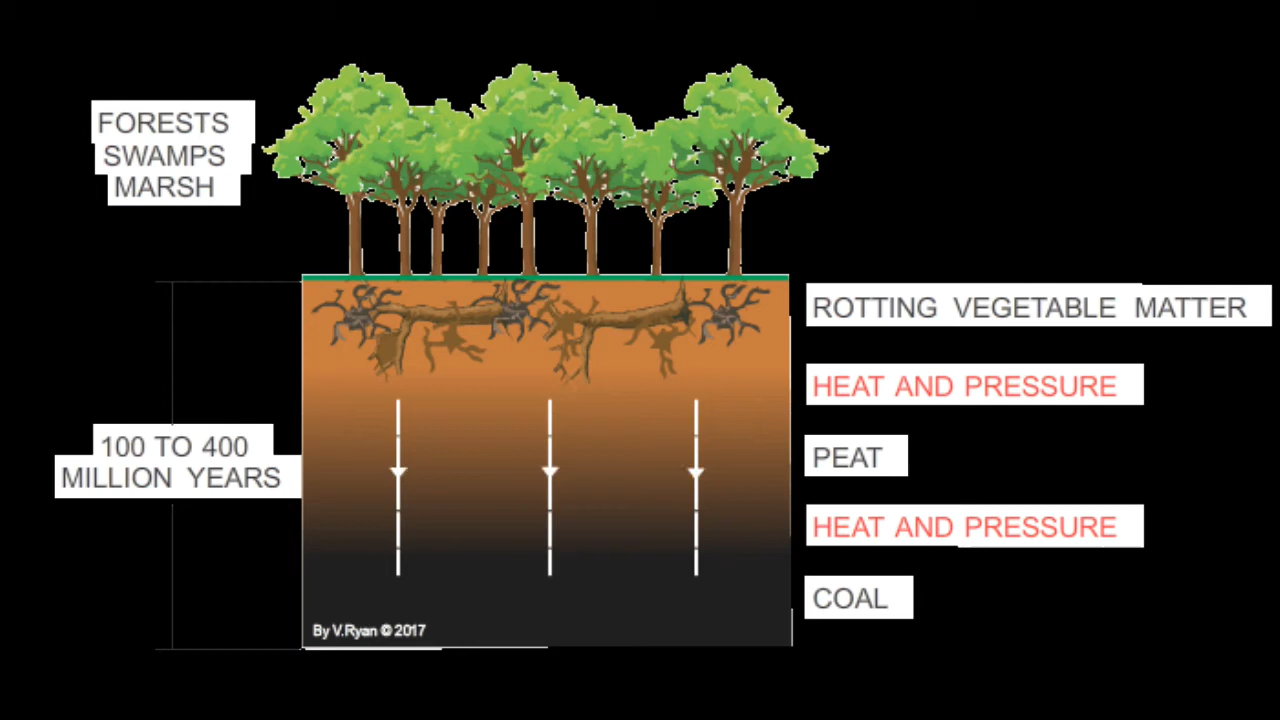 FORESTS
SWAMPS
MARSH
ROTTING VEGETABLE MATTER
HEAT AND PRESSURE
100 TO 400
MILLION YEARS
PEAT
HEAT AND PRESSURE
COAL
By V.Ryan © 2017